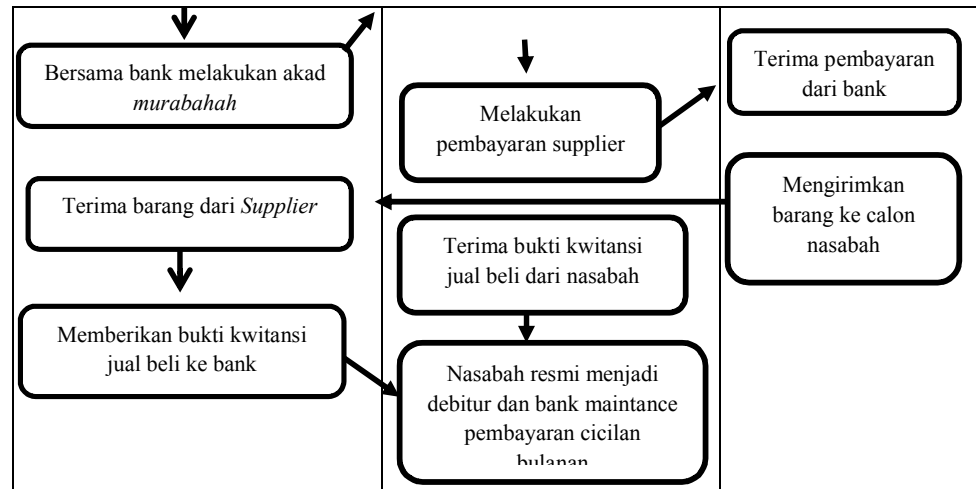 Bersama bank melakukan akad
murabahah
Melakukan
pembayaran supplier
Terima pembayaran
dari bank
Mengirimkan
barang ke calon
nasabah
Terima barang dari Supplier
Terima bukti kwitansi
jual beli dari nasabah
Memberikan bukti kwitansi
jual beli ke bank
Nasabah resmi menjadi
debitur dan bank maintance
pembayaran cicilan
bulanan